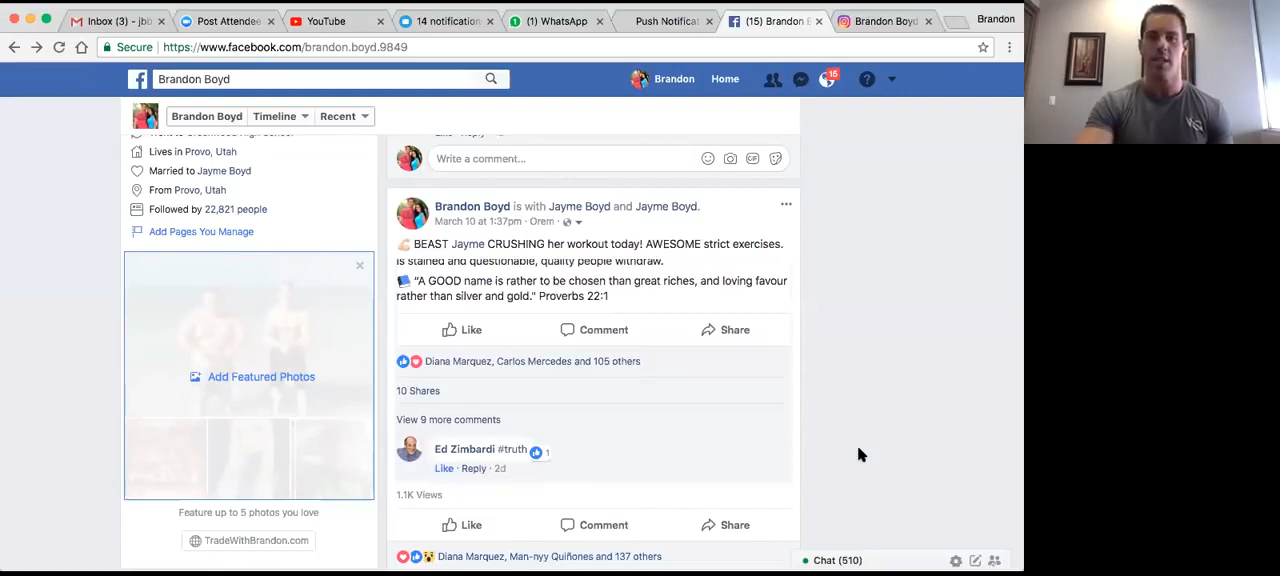 Inbox (3) - jbb
Post Attendee
YouTube
14 notification
(1) WhatsApp
Push Notificat
(15) Brandon B
Brandon Boyd
Brandon
Secure
https://www.facebook.com/brandon.boyd.9849
Brandon Boyd
Brandon
Home
15
Brandon Boyd
Timeline
Recent
Lives in Provo, Utah
Married to Jayme Boyd
From Provo, Utah
Followed by 22,821 people
Add Pages You Manage
Add Featured Photos
Feature up to 5 photos you love
TradeWithBrandon.com
Write a comment...
GIF
Brandon Boyd is with Jayme Boyd and Jayme Boyd.
March 10 at 1:37pm · Orem ·
BEAST Jayme CRUSHING her workout today! AWESOME strict exercises.
is stained and questionable, quality people withdraw.
"A GOOD name is rather to be chosen than great riches, and loving favour
rather than silver and gold." Proverbs 22:1
Like
Comment
Share
Diana Marquez, Carlos Mercedes and 105 others
10 Shares
View 9 more comments
Ed Zimbardi #truth
1
Like · Reply · 2d
1.1K Views
Like
Comment
Share
Diana Marquez, Man-nyy Quiñones and 137 others
Chat (510)